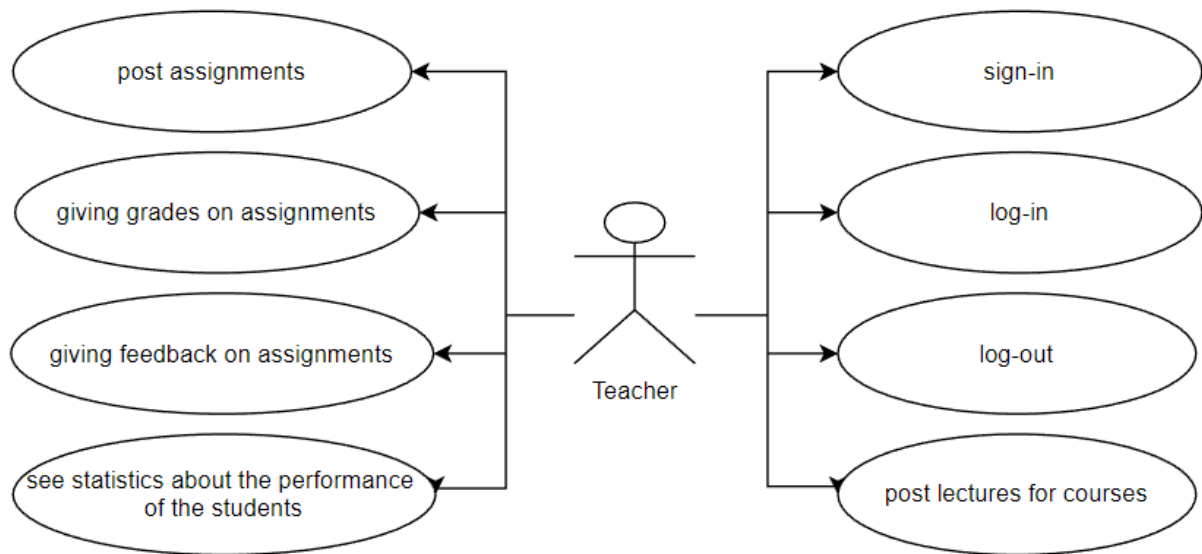 post assignments
sign-in
giving grades on assignments
log-in
giving feedback on assignments
log-out
Teacher
see statistics about the performance
of the students
post lectures for courses